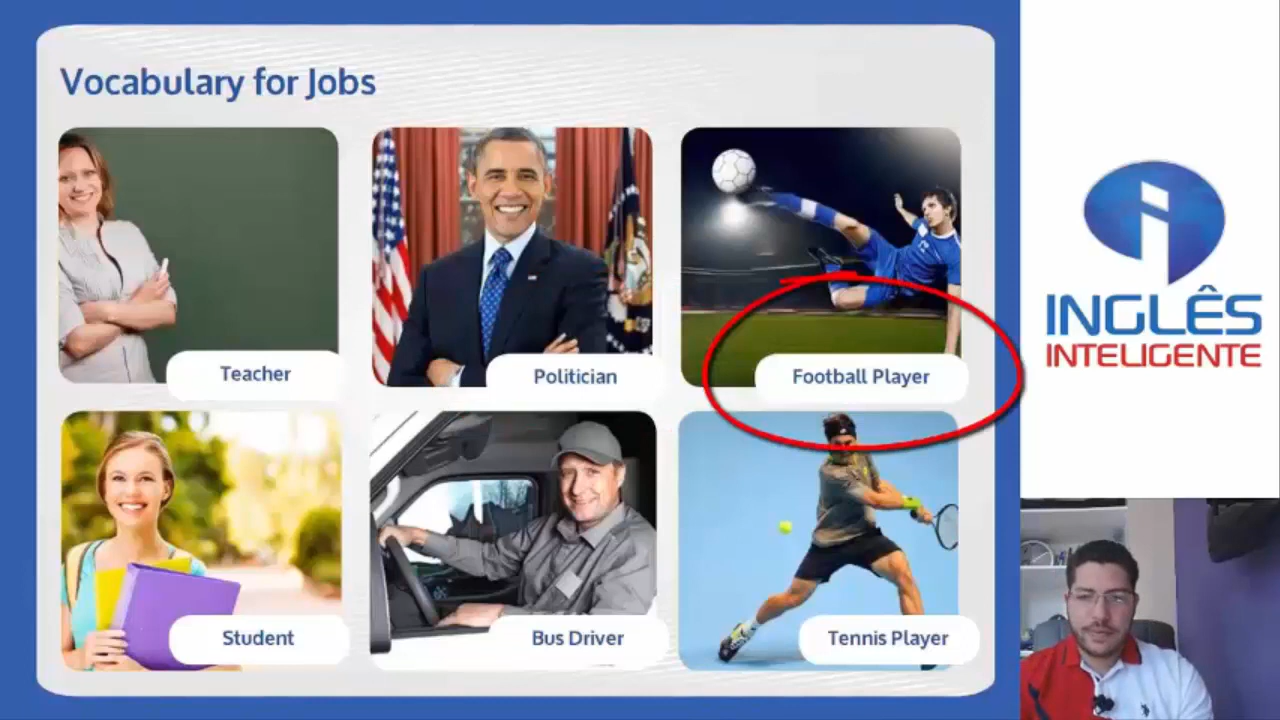 Vocabulary for Jobs
Teacher
Politician
Football Player
Student
Bus Driver
Tennis Player
INGLÊS
INTELIGENTE